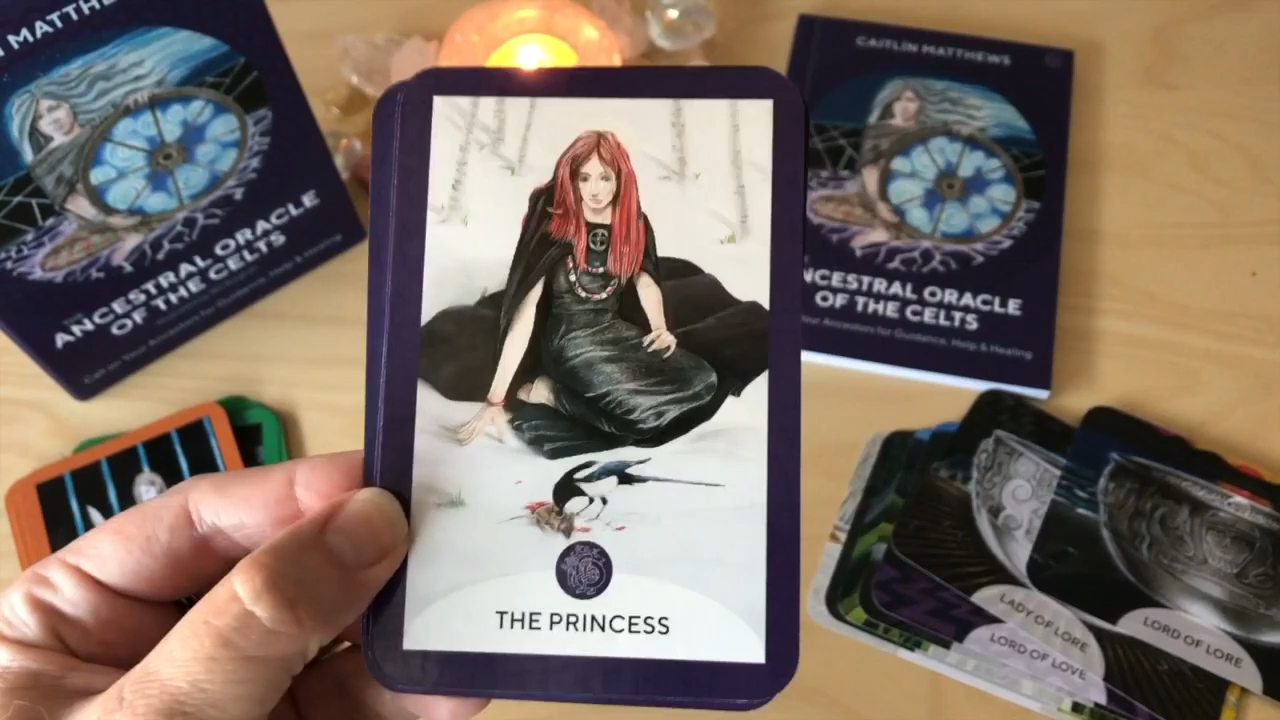 N MATTHE
ANCESTRAL ORACLE
OF THE CELTS
Call on Your Ancestors for Guidance, Help & Healing
CAITLÍN MATTHEWS
NCESTRAL ORACLE
OF THE CELTS
Your Ancestors for Guidance, Help & Healing
THE PRINCESS
LADY OF LORE
LORD OF LOVE
LORD OF LORE